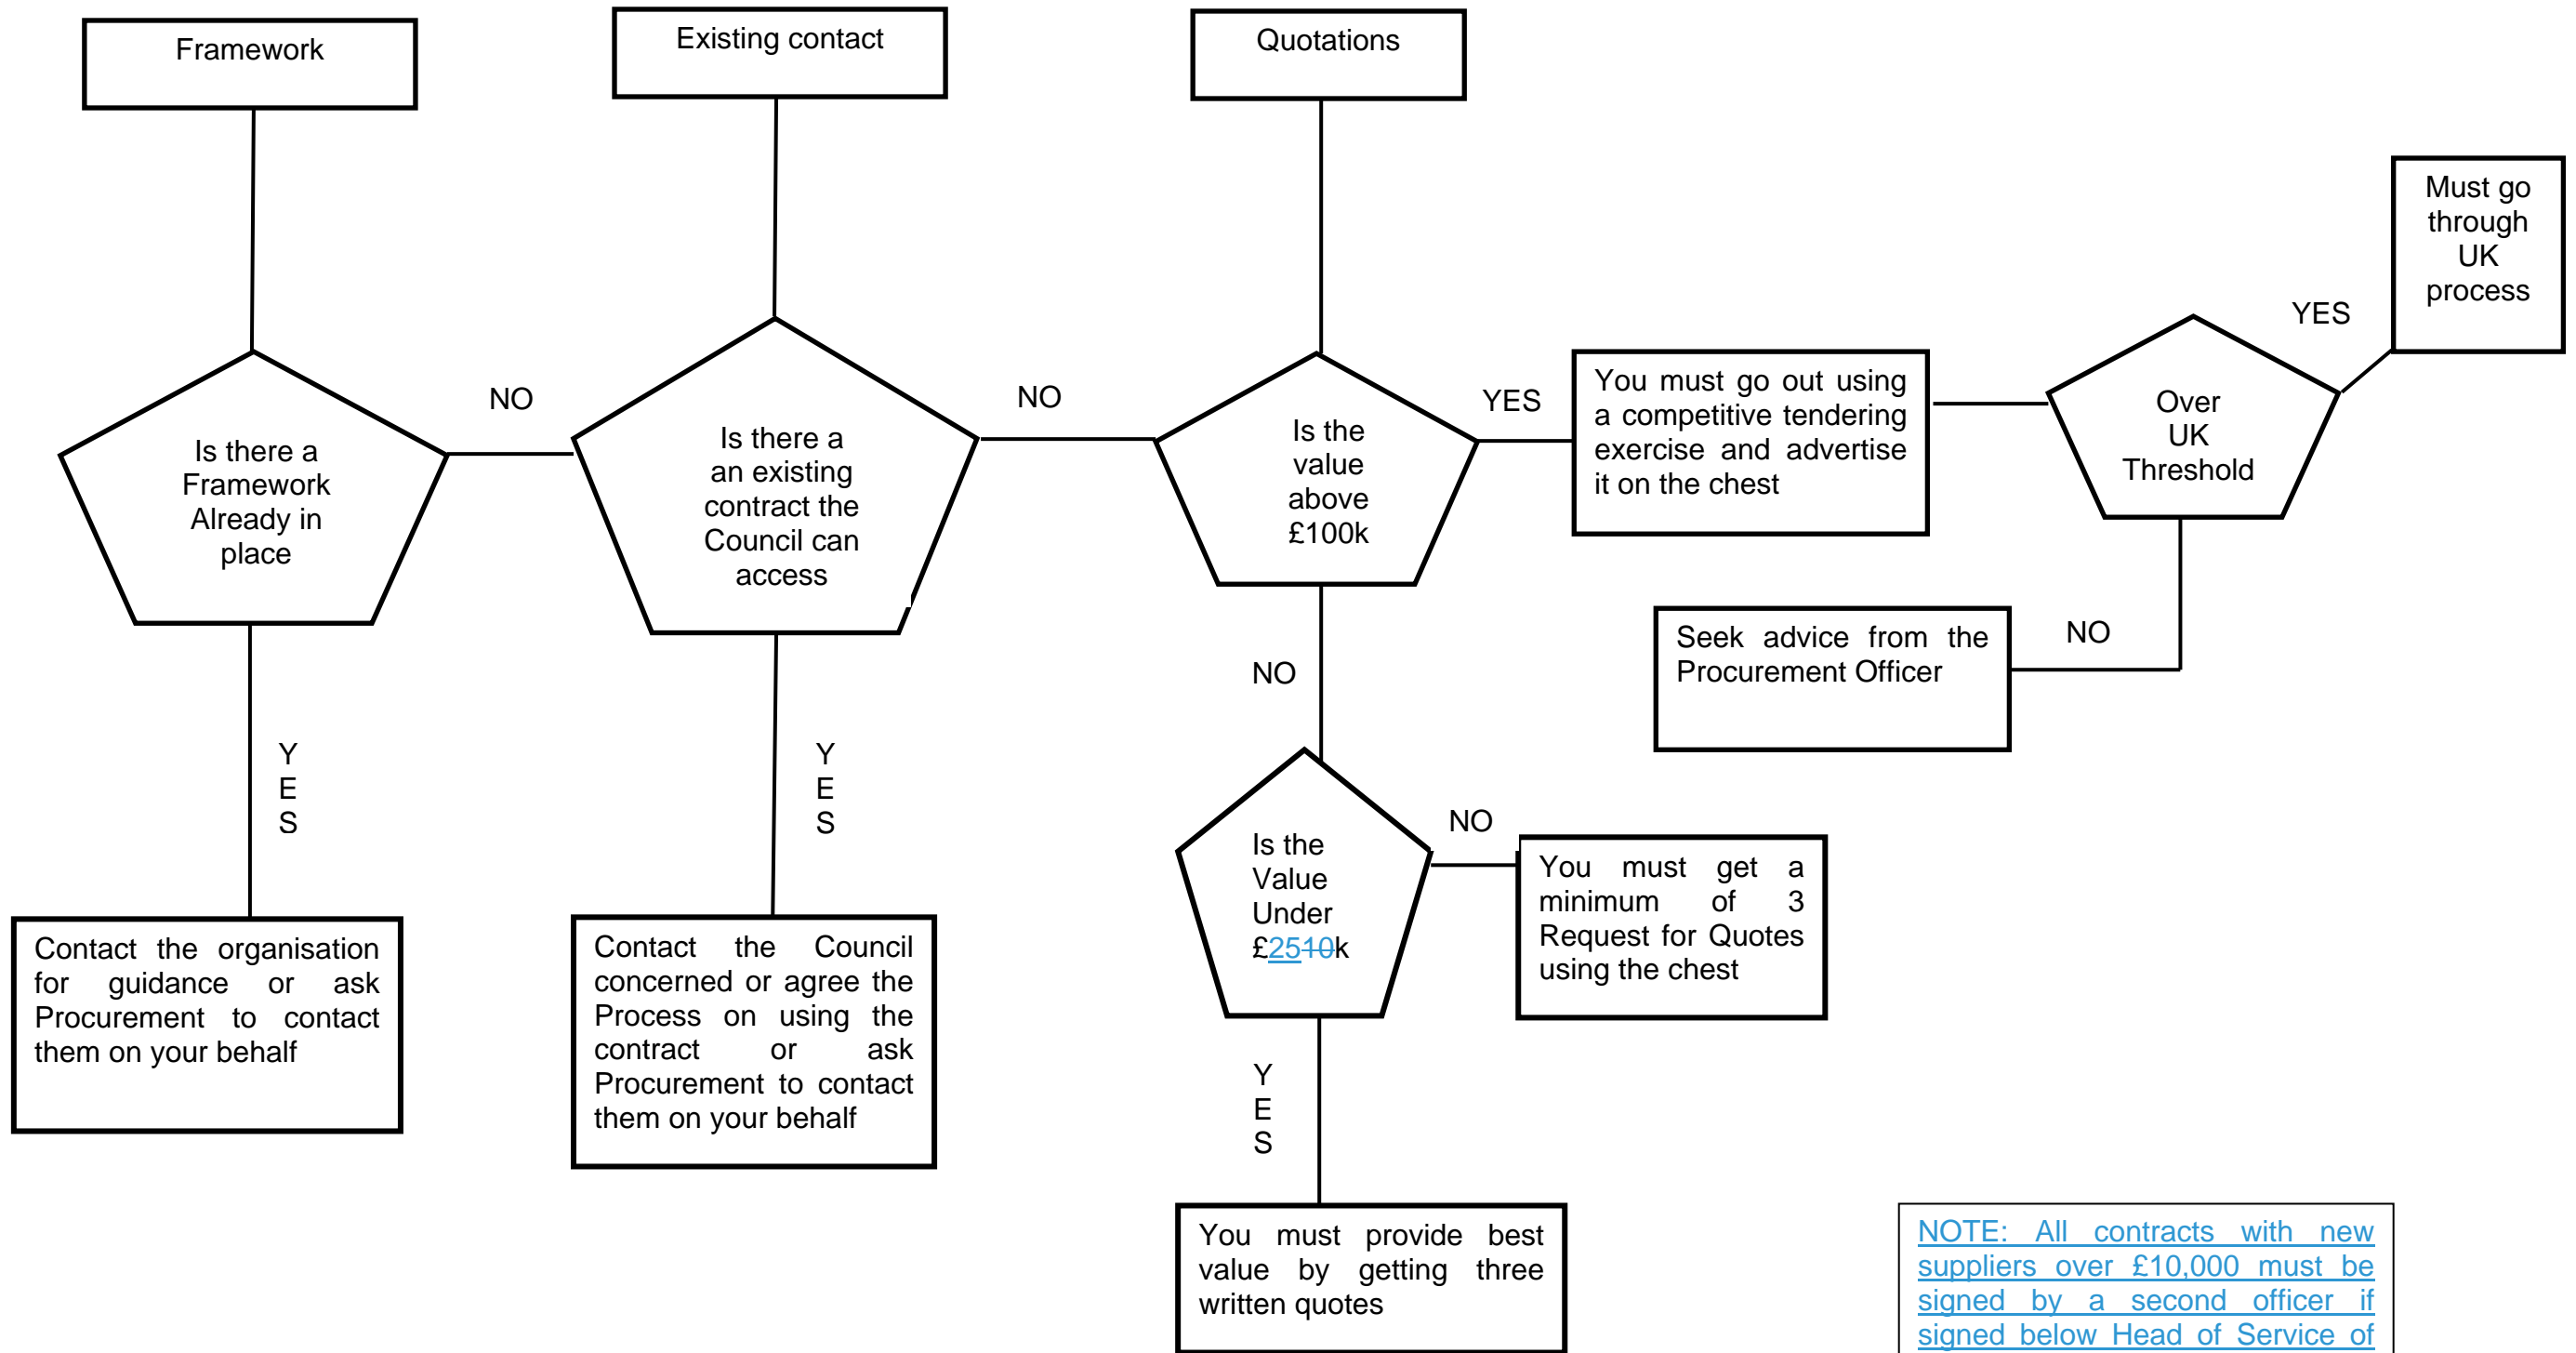 Framework
Existing contact
Quotations
Must go
through
UK
process
YES
Is there a
Framework
Already in
place
NO
Is there a
an existing
contract the
Council can
access
NO
Is the
value
above
£100k
YES
You must go out using
a competitive tendering
exercise and advertise
it on the chest
Over
UK
Threshold
Seek advice from the
Procurement Officer
NO
NO
Y
E
S
Y
E
S
Is the
Value
Under
£2510k
NO
You must get a
minimum of 3
Request for Quotes
using the chest
Contact the organisation
for guidance or ask
Procurement to contact
them on your behalf
Contact the Council
concerned or agree the
Process on using the
contract or ask
Procurement to contact
them on your behalf
Y
E
S
You must provide best
value by getting three
written quotes
NOTE: All contracts with new
suppliers over £10,000 must be
signed by a second officer if
signed below Head of Service of